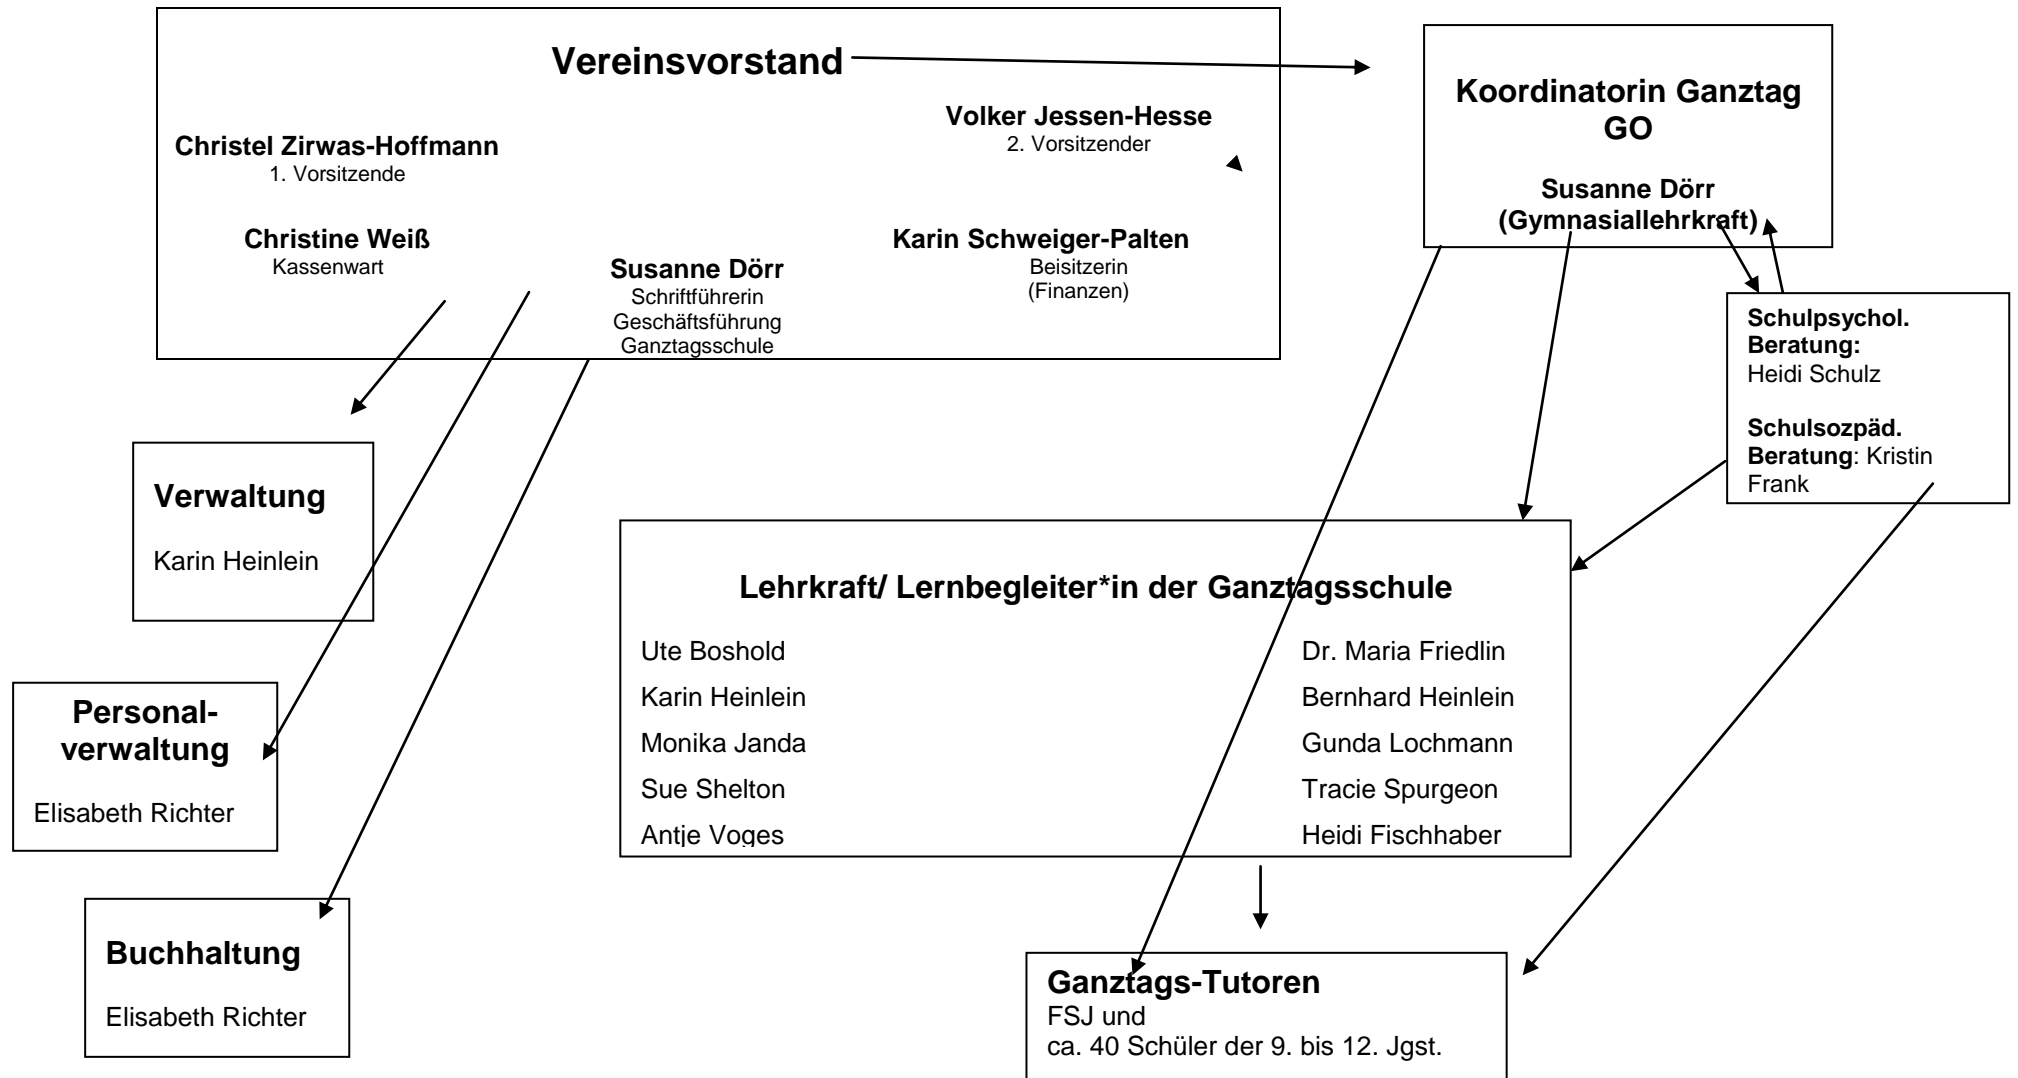 Vereinsvorstand
Christel Zirwas-Hoffmann
1. Vorsitzende
Volker Jessen-Hesse
2. Vorsitzender
Christine Weiß
Kassenwart
Susanne Dörr
Schriftführerin
Geschäftsführung
Ganztagsschule
Karin Schweiger-Palten
Beisitzerin
(Finanzen)
Koordinatorin Ganztag
GO
Susanne Dörr
(Gymnasiallehrkraft)
Schulpsychol.
Beratung:
Heidi Schulz
Schulsozpäd.
Beratung: Kristin
Frank
Verwaltung
Karin Heinlein
Personal-
verwaltung
Elisabeth Richter
Buchhaltung
Elisabeth Richter
Lehrkraft/ Lernbegleiter*in der Ganztagsschule
Ute Boshold
Karin Heinlein
Monika Janda
Sue Shelton
Antje Voges
Dr. Maria Friedlin
Bernhard Heinlein
Gunda Lochmann
Tracie Spurgeon
Heidi Fischhaber
Ganztags-Tutoren
FSJ und
ca. 40 Schüler der 9. bis 12. Jgst.